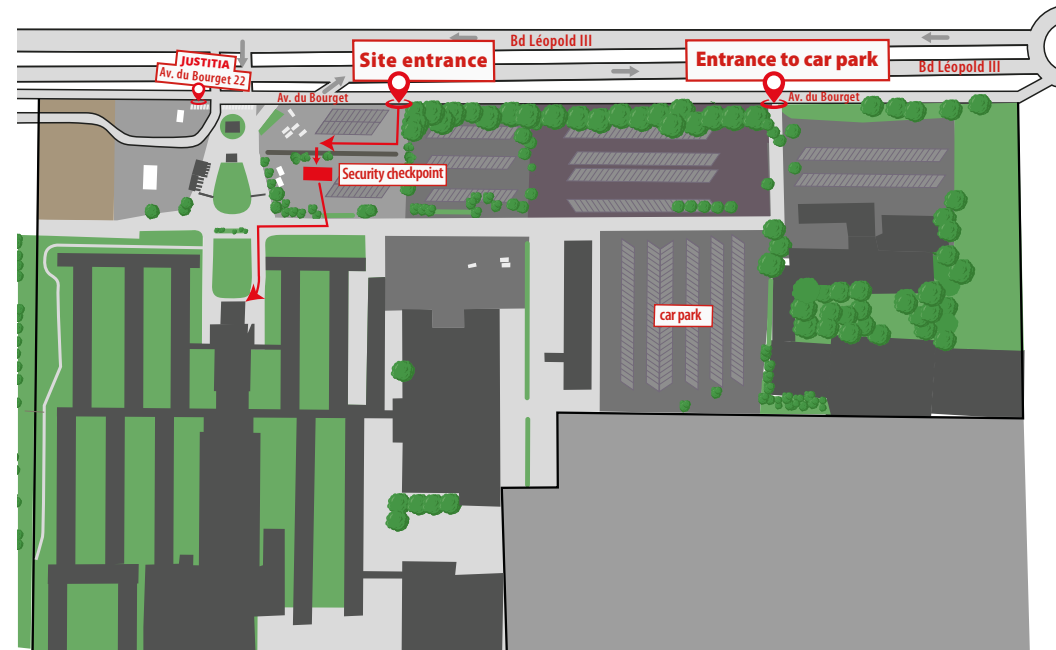 Bd Léopold III
JUSTITIA
Av. du Bourget 22
Site entrance
Entrance to car park
Bd Léopold III
Av. du Bourget
Av. du Bourget
Security checkpoint
car park